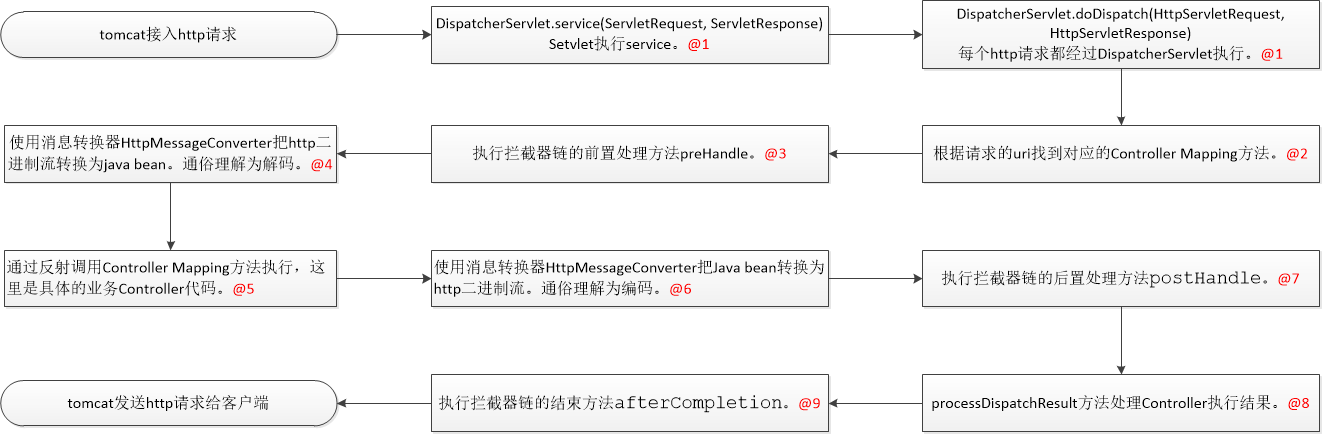 tomcat接入http请求
DispatcherServlet.service(ServletRequest, ServletResponse)
Setvlet执行service。@1
DispatcherServlet.doDispatch(HttpServletRequest,
HttpServletResponse)
每个http请求都经过DispatcherServlet执行。@1
根据请求的uri找到对应的Controller Mapping方法。@2
执行拦截器链的前置处理方法preHandle。@3
使用消息转换器HttpMessageConverter把http二
进制流转换为java bean。通俗理解为解码。@4
通过反射调用Controller Mapping方法执行，这
里是具体的业务Controller代码。@5
使用消息转换器HttpMessageConverter把Java bean转换为
http二进制流。通俗理解为编码。@6
执行拦截器链的后置处理方法postHandle。@7
processDispatchResult方法处理Controller执行结果。@8
执行拦截器链的结束方法afterCompletion。@9
tomcat发送http请求给客户端